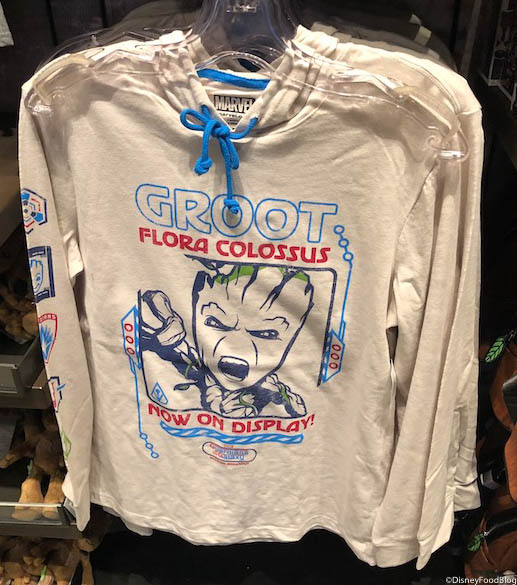 MARVEL
GROOT
FLORA COLOSSUS
NOW ON DISPLAY!
©DisneyFoodBlog